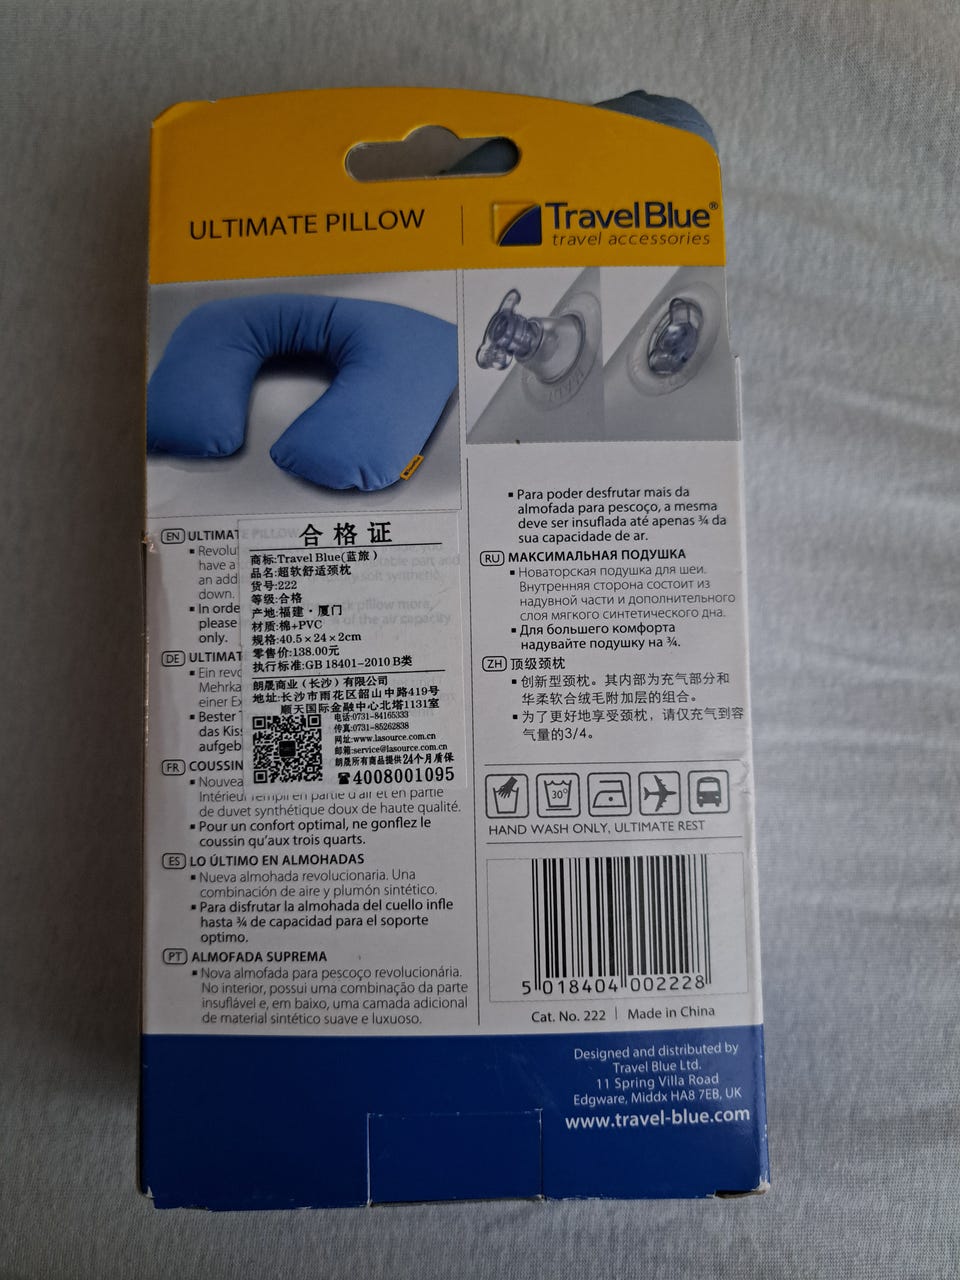 ULTIMATE PILLOW
TravelBlue®
travel accessories
EN ULTIMATE PILLOW
Revolu
have a
an add
down.
In orde
please
only.
DE ULTIMAT
Ein revo
Mehrka
einer Ex
Bester
das Kiss
aufgeb
FR COUSSIN
Nouvea
合格证
商标:Travel Blue(蓝旅)
品名:超软舒适颈枕
货号:222
等级:合格
产地:福建·厦门
材质:棉+PVC
规格:40.5×24×2cm
零售价:138.00元
执行标准:GB 18401-2010 B类
朗晟商业(长沙)有限公司
地址:长沙市雨花区韶山中路419号
顺天国际金融中心北塔1131室
电话:0731-84165333
传真:0731-85262838
网址:www.lasource.com.cn
邮箱:service@lasource.com.cn
朗晟所有商品提供24个月质保
☎4008001095
Intérieur rempli en partie d'air et en partie
de duvet synthétique doux de haute qualité.
Pour un confort optimal, ne gonflez le
coussin qu'aux trois quarts.
ES LO ÚLTIMO EN ALMOHADAS
Nueva almohada revolucionaria. Una
combinación de aire y plumón sintético.
Para disfrutar la almohada del cuello infle
hasta ¾ de capacidad para el soporte
optimo.
PT ALMOFADA SUPREMA
Nova almofada para pescoço revolucionária.
No interior, possui uma combinação da parte
insuflável e, em baixo, uma camada adicional
de material sintético suave e luxuoso.
Para poder desfrutar mais da
almofada para pescoço, a mesma
deve ser insuflada até apenas ¾ da
sua capacidade de ar.
RU МАКСИМАЛЬНАЯ ПОДУШКА
Новаторская подушка для шеи.
Внутренняя сторона состоит из
надувной части и дополнительного
слоя мягкого синтетического дна.
Для большего комфорта
надувайте подушку на ¾.
ZH 顶级颈枕
创新型颈枕。其内部为充气部分和
华柔软合绒毛附加层的组合。
为了更好地享受颈枕，请仅充气到容
气量的3/4。
30°
HAND WASH ONLY, ULTIMATE REST
5 018404 002228
Cat. No. 222 | Made in China
Designed and distributed by
Travel Blue Ltd.
11 Spring Villa Road
Edgware, Middx HA8 7EB, UK
www.travel-blue.com